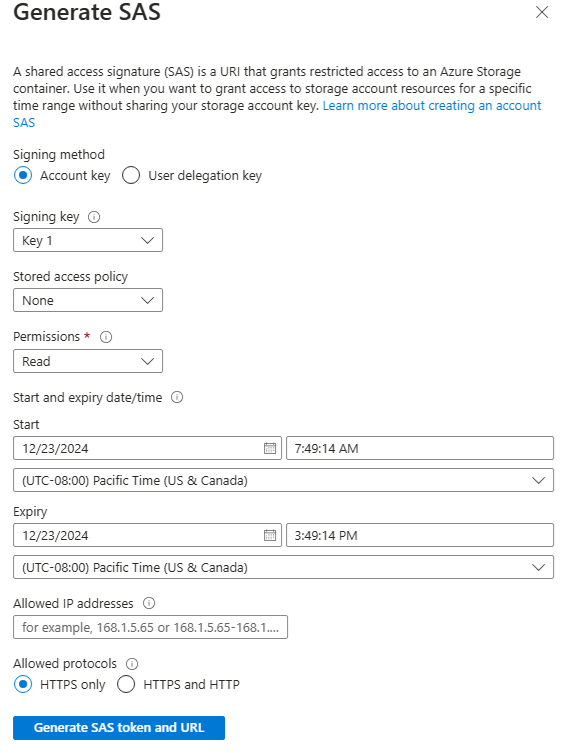 Generate SAS
A shared access signature (SAS) is a URI that grants restricted access to an Azure Storage
container. Use it when you want to grant access to storage account resources for a specific
time range without sharing your storage account key. Learn more about creating an account
SAS
Signing method
Account key User delegation key
Signing key
Key 1
Stored access policy
None
Permissions *
Read
Start and expiry date/time
Start
12/23/2024 7:49:14 AM
(UTC-08:00) Pacific Time (US & Canada)
Expiry
12/23/2024 3:49:14 PM
(UTC-08:00) Pacific Time (US & Canada)
Allowed IP addresses
for example, 168.1.5.65 or 168.1.5.65-168.1....
Allowed protocols
HTTPS only HTTPS and HTTP
Generate SAS token and URL